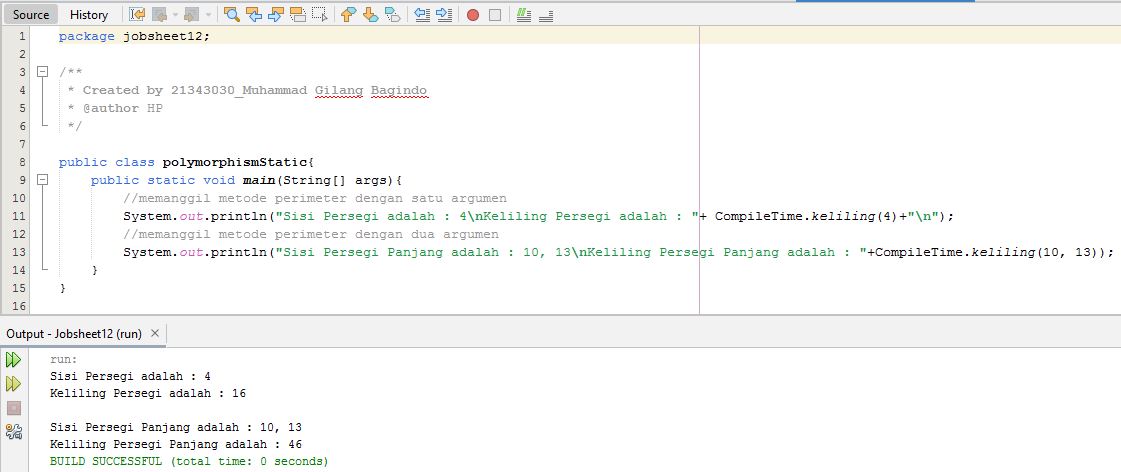 Source History
1 package jobsheet12;
2
3 /**
4 * Created by 21343030_Muhammad Gilang Bagindo
5 * @author HP
6 */
7
8 public class polymorphismStatic{
9 public static void main(String[] args){
10 //memanggil metode perimeter dengan satu argumen
11 System.out.println("Sisi Persegi adalah : 4\nKeliling Persegi adalah : "+ CompileTime.keliling(4)+"\n");
12 //memanggil metode perimeter dengan dua argumen
13 System.out.println("Sisi Persegi Panjang adalah : 10, 13\nKeliling Persegi Panjang adalah : "+CompileTime.keliling(10, 13));
14 }
15 }
16
Output - Jobsheet12 (run) ×
run:
Sisi Persegi adalah : 4
Keliling Persegi adalah : 16
Sisi Persegi Panjang adalah : 10, 13
Keliling Persegi Panjang adalah : 46
BUILD SUCCESSFUL (total time: 0 seconds)